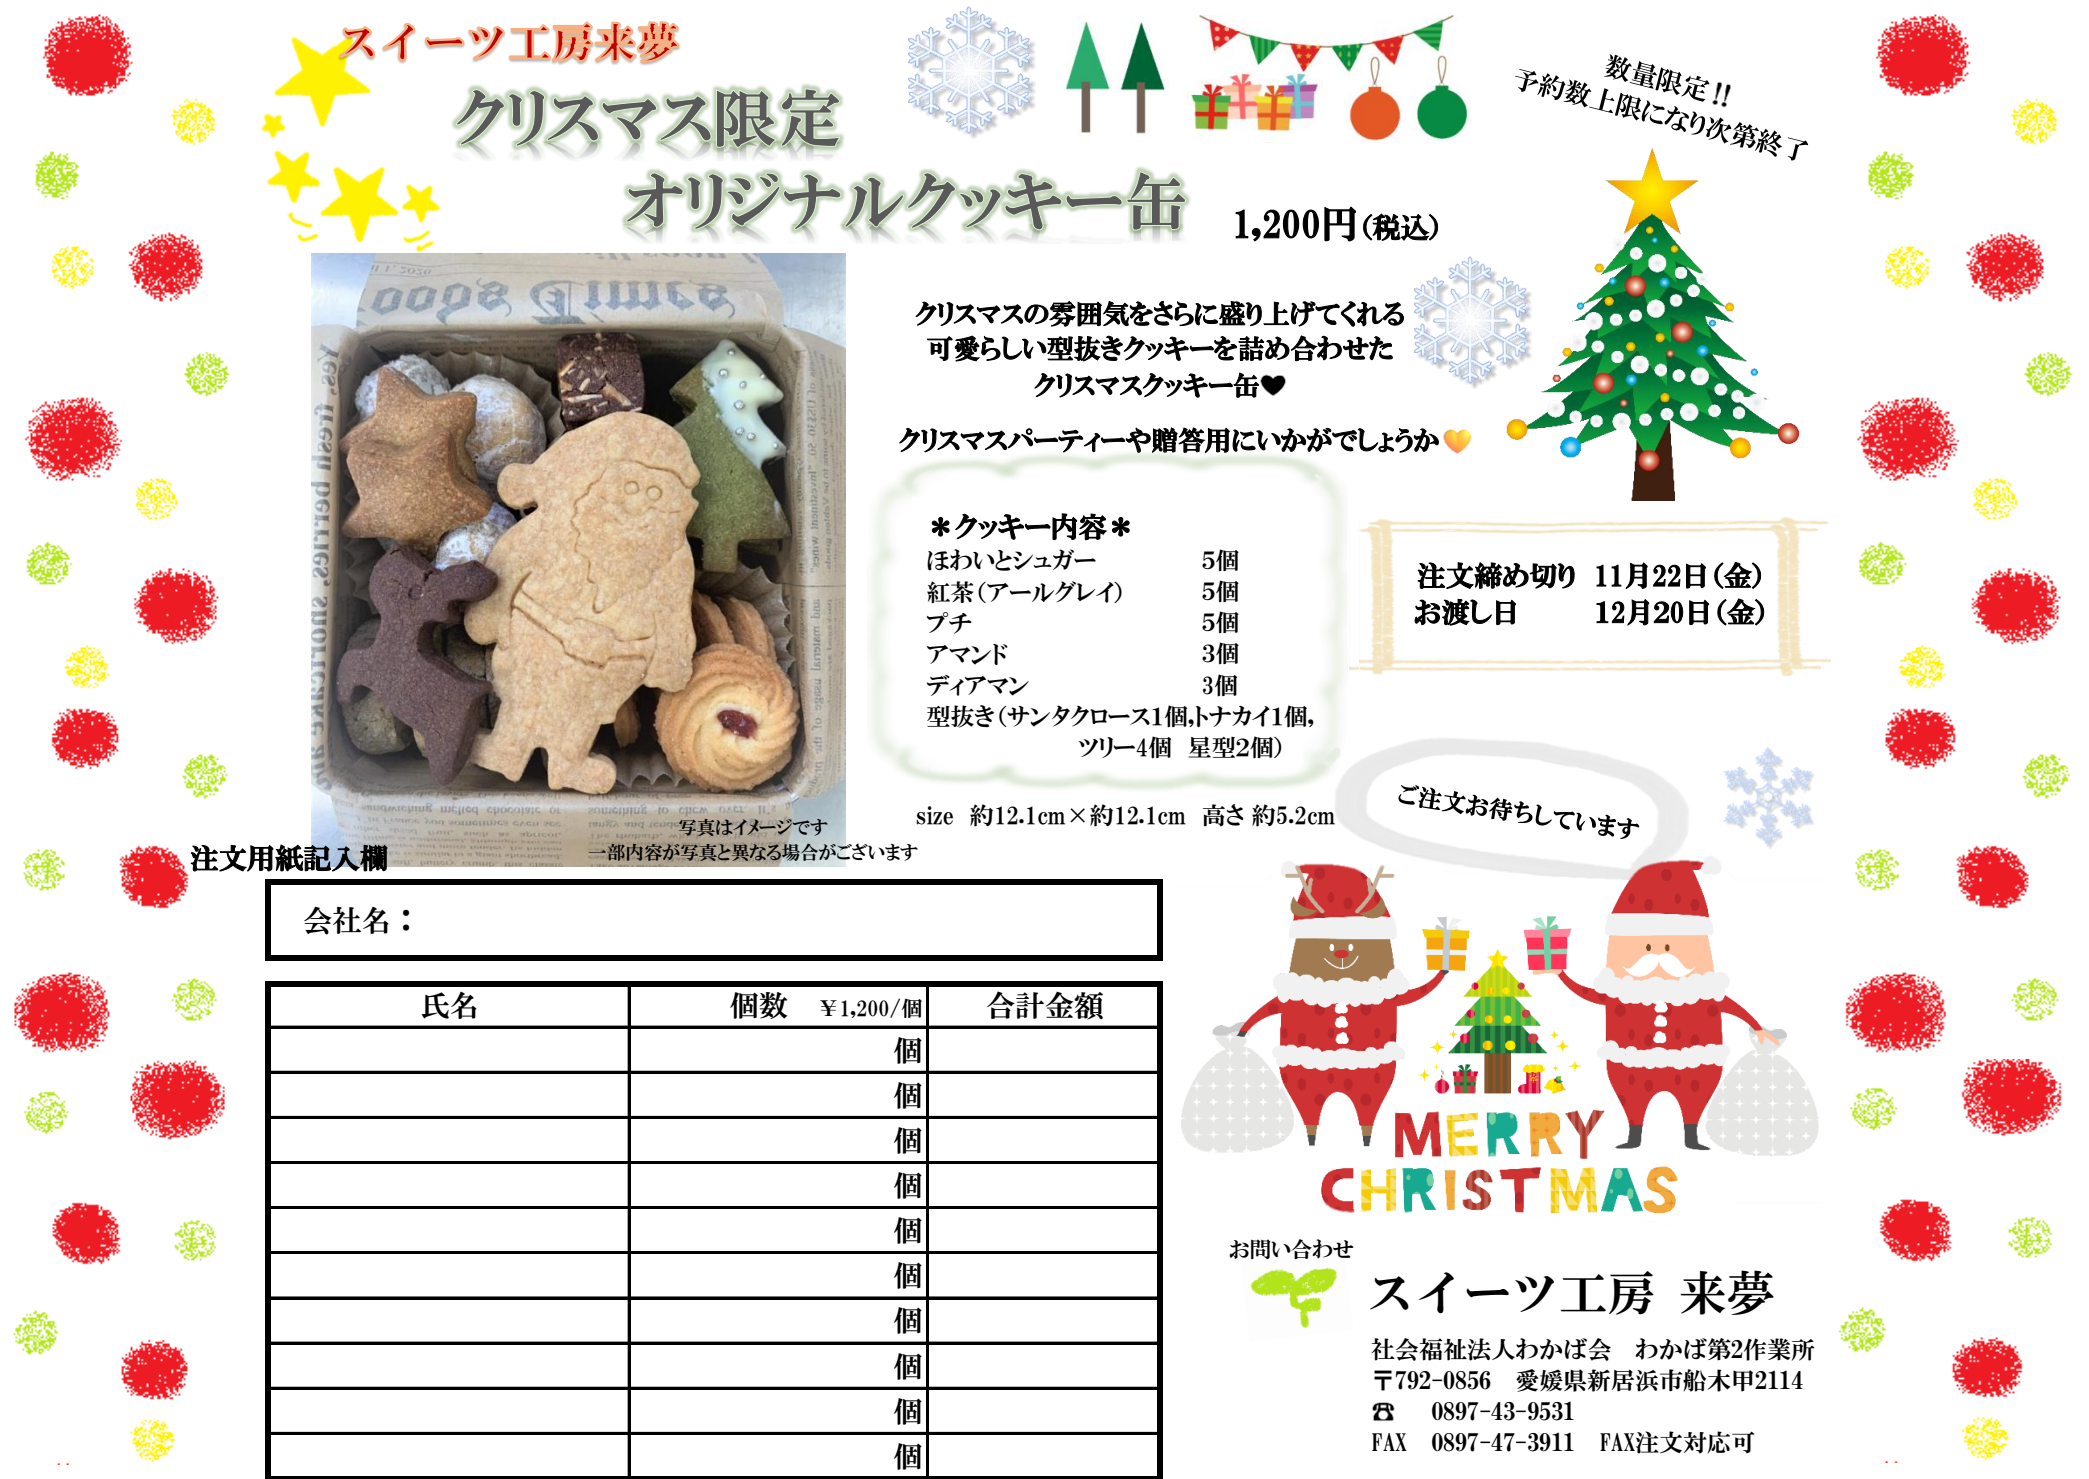 スイーツ工房来夢
クリスマス限定
オリジナルクッキー缶
1,200円(税込)
数量限定!!
予約数上限になり次第終了
クリスマスの雰囲気をさらに盛り上げてくれる
可愛らしい型抜きクッキーを詰め合わせた
クリスマスクッキー缶♥
クリスマスパーティーや贈答用にいかがでしょうか🧡
＊クッキー内容＊
ほわいとシュガー 5個
紅茶(アールグレイ) 5個
プチ 5個
アマンド 3個
ディアマン 3個
型抜き(サンタクロース1個,トナカイ1個,
ツリー4個 星型2個)
size 約12.1cm×約12.1cm 高さ 約5.2cm
注文締め切り 11月22日(金)
お渡し日 12月20日(金)
ご注文お待ちしています
写真はイメージです
一部内容が写真と異なる場合がございます
注文用紙記入欄
会社名：
氏名 個数 ￥1,200/個 合計金額
個
個
個
個
個
個
個
個
個
個
MERRY
CHRISTMAS
お問い合わせ
スイーツ工房 来夢
社会福祉法人わかば会 わかば第2作業所
〒792-0856 愛媛県新居浜市船木甲2114
☎ 0897-43-9531
FAX 0897-47-3911 FAX注文対応可